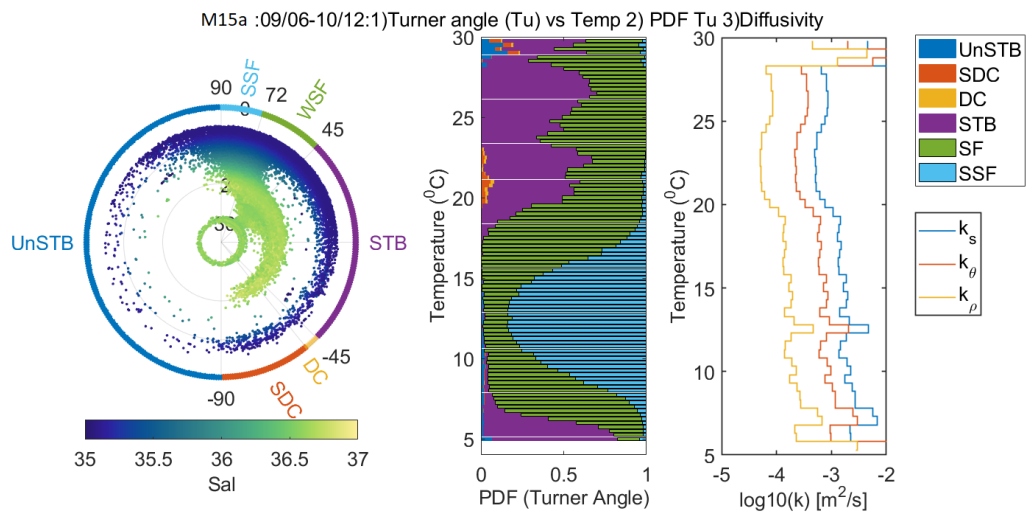 M15a :09/06-10/12:1)Turner angle (Tu) vs Temp 2) PDF Tu 3)Diffusivity
90
SSF
72
WSF
45
0
STB
-45
DC
SDC
-90
UnSTB
35 35.5 36 36.5 37
Sal
30
25
20
15
10
5
Temperature (⁰C)
0 0.5 1
PDF (Turner Angle)
30
25
20
15
10
5
Temperature (⁰C)
-5 -4 -3 -2
log10(k) [m²/s]
UnSTB
SDC
DC
STB
SF
SSF
k_s
k_θ
k_ρ